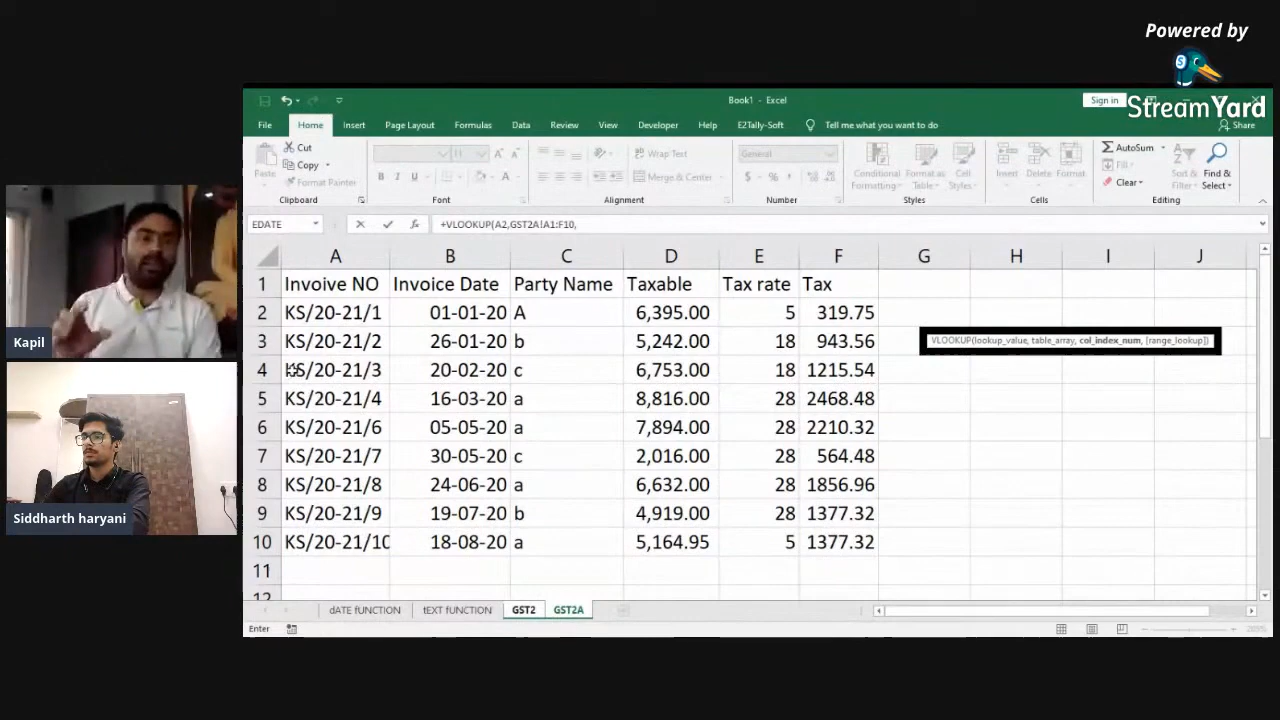 Powered by
StreamYard
Book1 - Excel
Sign in
File Home Insert Page Layout Formulas Data Review View Developer Help E2Tally-Soft Tell me what you want to do
Share
Cut
Copy
Format Painter
Paste
Clipboard
B I U
Font
Wrap Text
Merge & Center
Alignment
General
$ % ,
Number
Conditional Formatting
Format as Table
Cell Styles
Styles
Insert Delete Format
Cells
AutoSum
Fill
Clear
Sort & Filter
Find & Select
Editing
EDATE
fx
+VLOOKUP(A2,GST2A!A1:F10,
A B C D E F G H I J
1 Invoive NO Invoice Date Party Name Taxable Tax rate Tax
2 KS/20-21/1 01-01-20 A 6,395.00 5 319.75
3 KS/20-21/2 26-01-20 b 5,242.00 18 943.56
VLOOKUP(lookup_value, table_array, col_index_num, [range_lookup])
4 KS/20-21/3 20-02-20 c 6,753.00 18 1215.54
5 KS/20-21/4 16-03-20 a 8,816.00 28 2468.48
6 KS/20-21/6 05-05-20 a 7,894.00 28 2210.32
7 KS/20-21/7 30-05-20 c 2,016.00 28 564.48
8 KS/20-21/8 24-06-20 a 6,632.00 28 1856.96
9 KS/20-21/9 19-07-20 b 4,919.00 28 1377.32
10 KS/20-21/10 18-08-20 a 5,164.95 5 1377.32
11
12
dATE FUNCTION tEXT FUNCTION GST2 GST2A
Enter
Kapil
Siddharth haryani